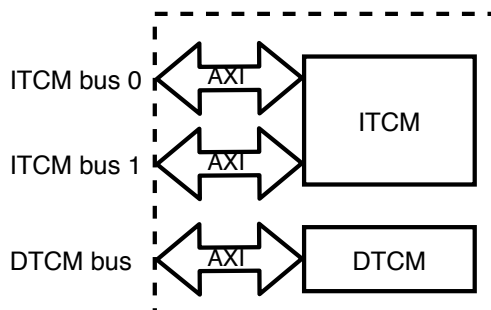 ITCM bus 0
AXI
ITCM
ITCM bus 1
AXI
DTCM bus
AXI
DTCM